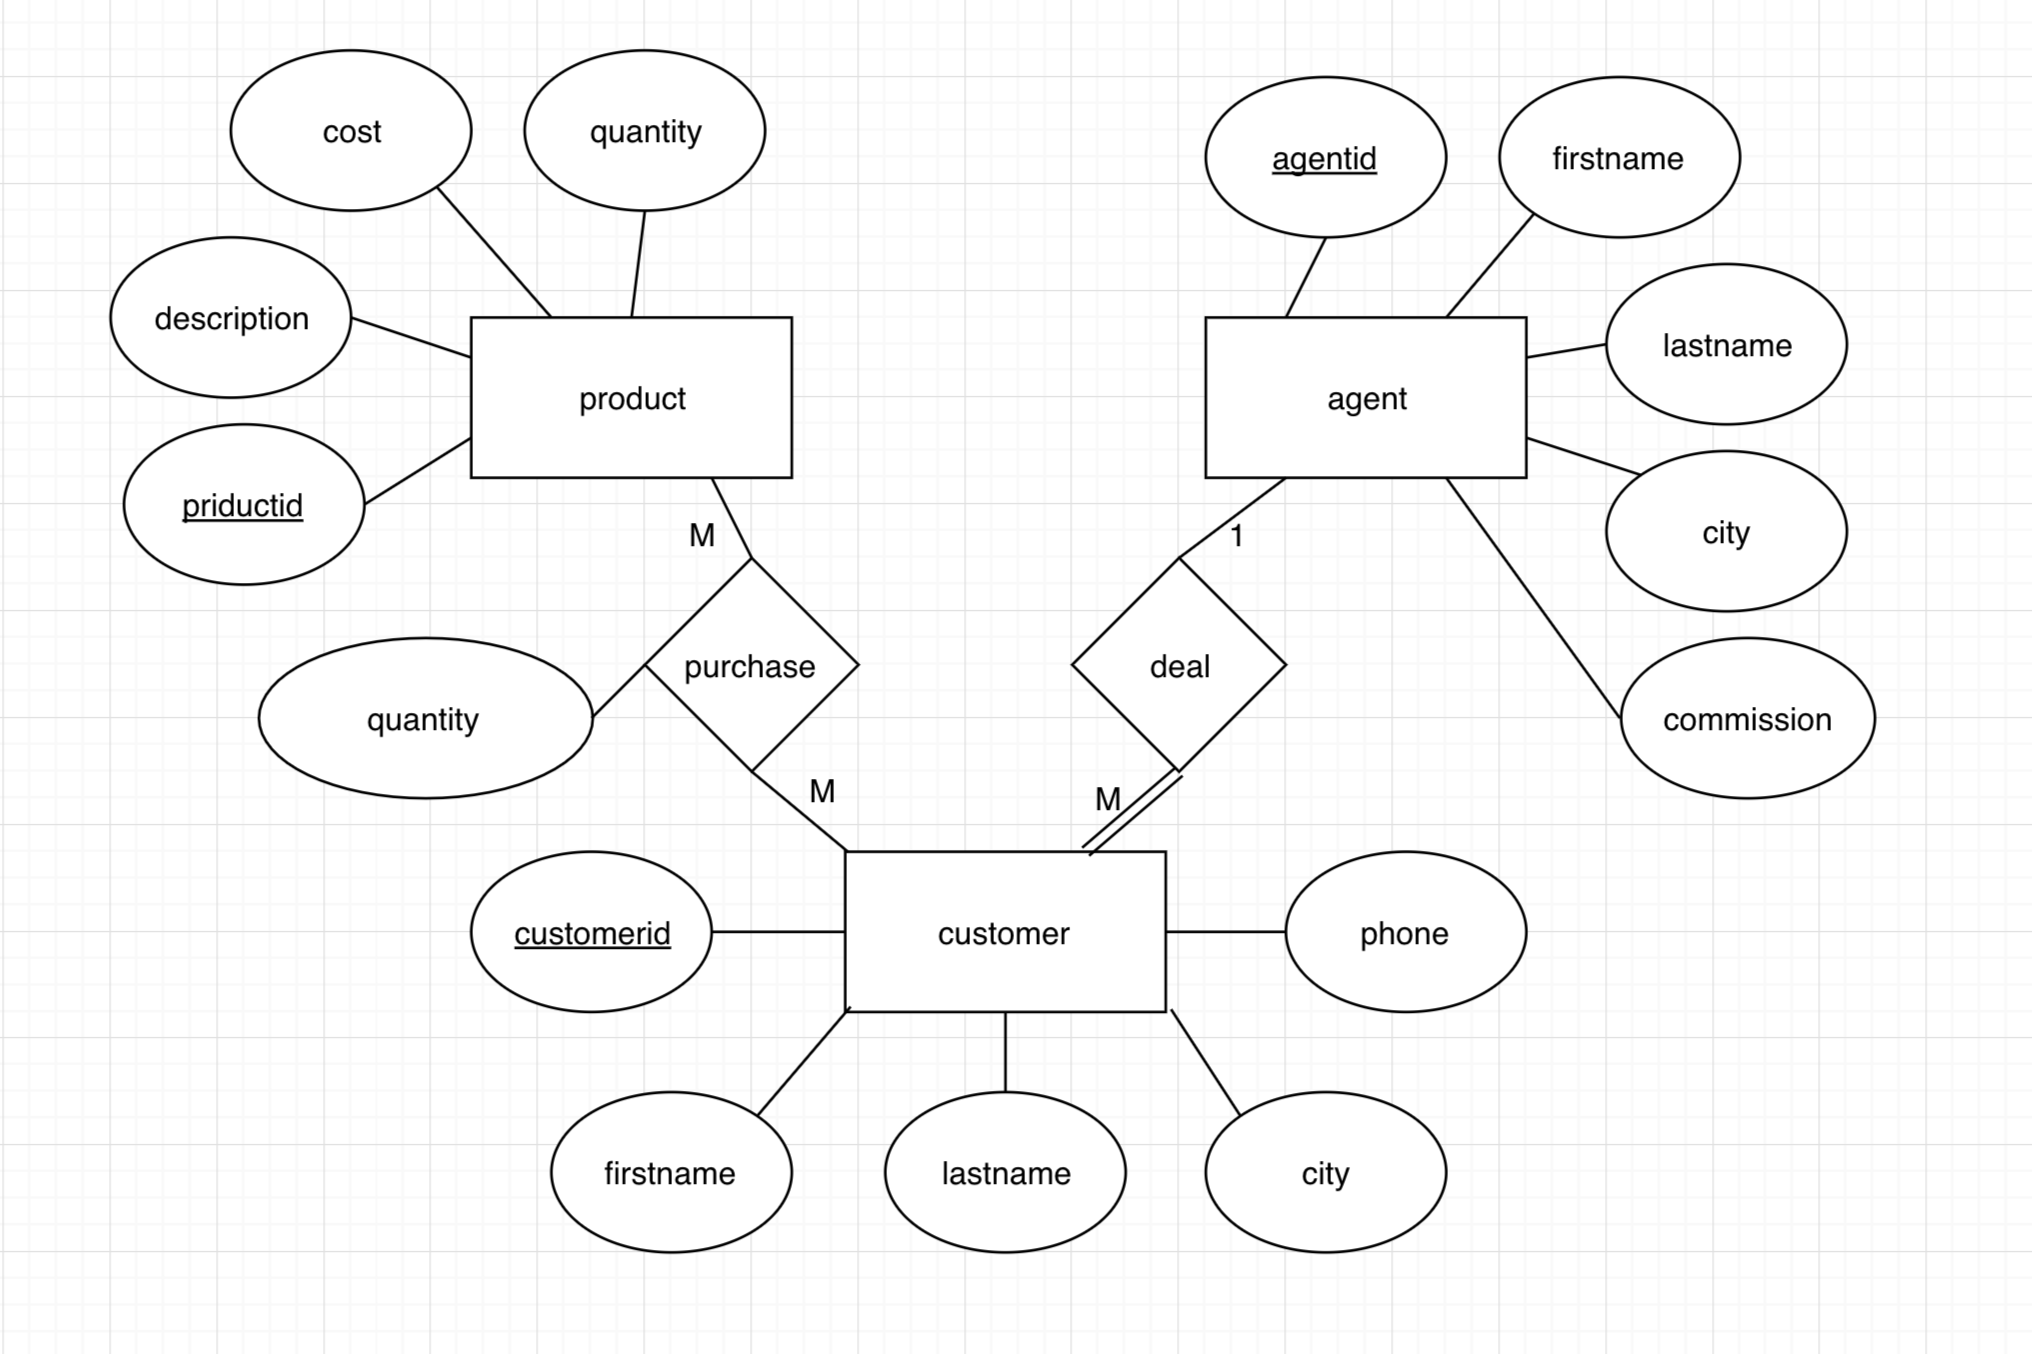 cost
quantity
agentid
firstname
description
lastname
product
agent
priductid
city
M
1
purchase
deal
quantity
commission
M
M
customerid
customer
phone
firstname
lastname
city